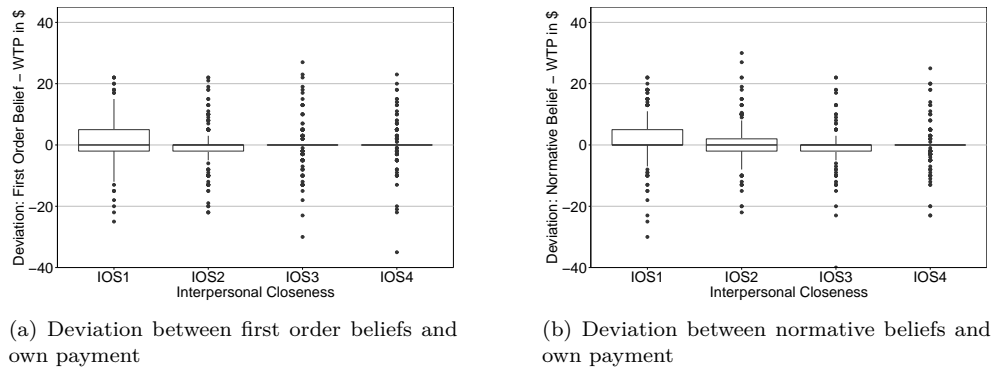 Deviation: First Order Belief − WTP in $
40
20
0
−20
−40
IOS1 IOS2 IOS3 IOS4
Interpersonal Closeness
(a) Deviation between first order beliefs and
own payment
Deviation: Normative Belief − WTP in $
40
20
0
−20
−40
IOS1 IOS2 IOS3 IOS4
Interpersonal Closeness
(b) Deviation between normative beliefs and
own payment